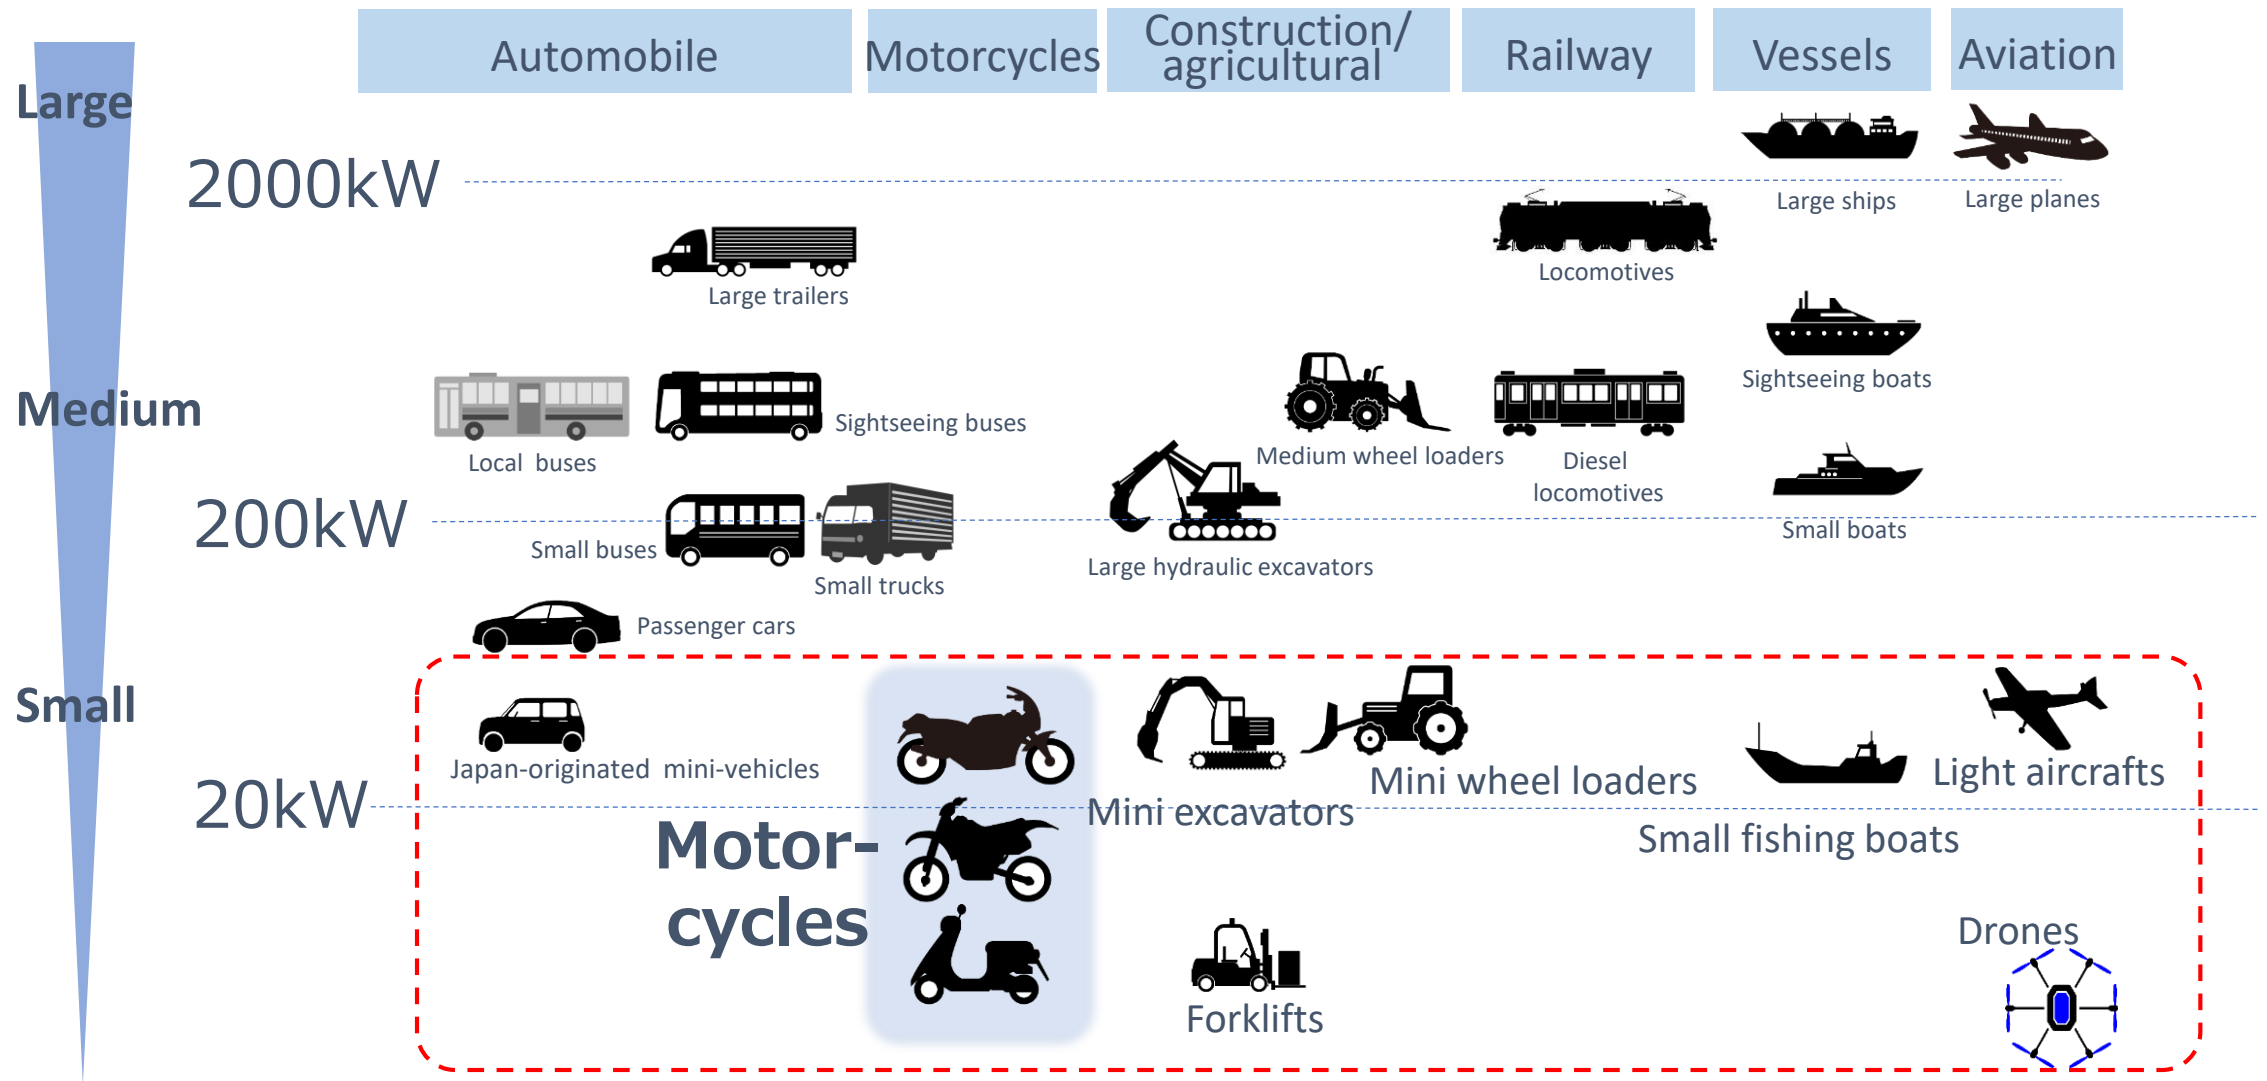 Automobile
Motorcycles
Construction/
agricultural
Railway
Vessels
Aviation
Large
2000kW
Large ships
Large planes
Locomotives
Large trailers
Sightseeing boats
Medium
Sightseeing buses
Local buses
Medium wheel loaders
Diesel
locomotives
200kW
Small boats
Small buses
Small trucks
Large hydraulic excavators
Passenger cars
Small
Japan-originated mini-vehicles
Mini wheel loaders
Light aircrafts
20kW
Mini excavators
Motor-
cycles
Small fishing boats
Drones
Forklifts